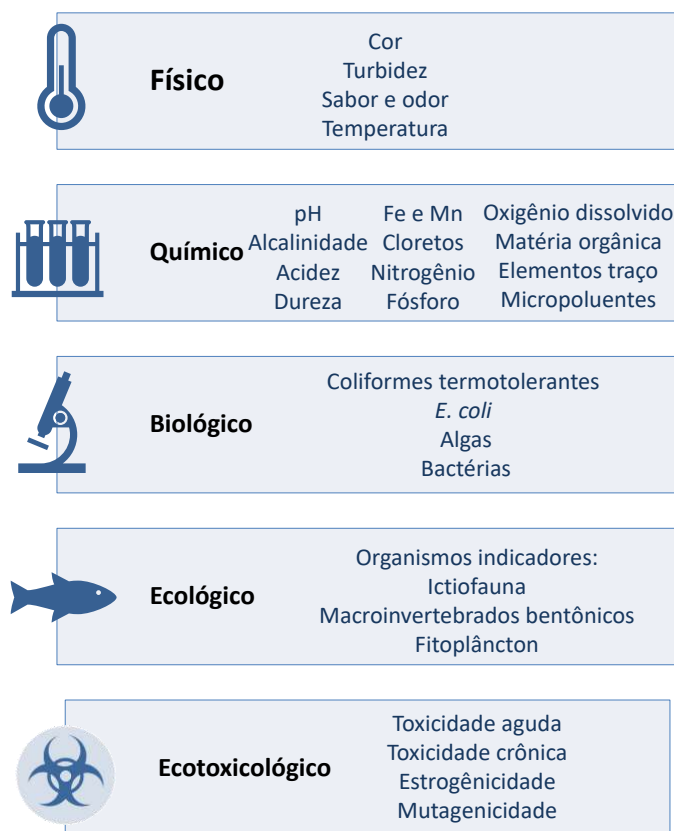 Físico
Cor
Turbidez
Sabor e odor
Temperatura
Químico
pH
Alcalinidade
Acidez
Dureza
Fe e Mn
Cloretos
Nitrogênio
Fósforo
Oxigênio dissolvido
Matéria orgânica
Elementos traço
Micropoluentes
Biológico
Coliformes termotolerantes
E. coli
Algas
Bactérias
Ecológico
Organismos indicadores:
Ictiofauna
Macroinvertebrados bentônicos
Fitoplâncton
Ecotoxicológico
Toxicidade aguda
Toxicidade crônica
Estrogênicidade
Mutagenicidade